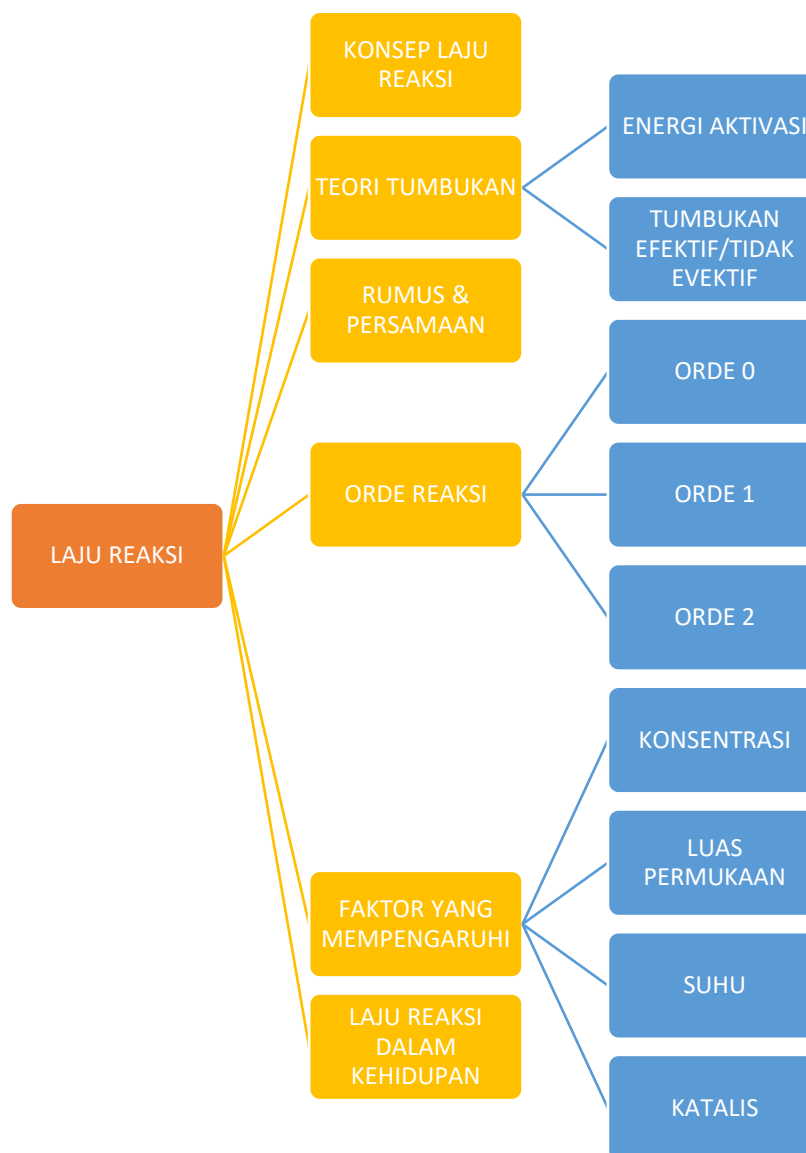 KONSEP LAJU
REAKSI
ENERGI AKTIVASI
TEORI TUMBUKAN
TUMBUKAN
EFEKTIF/TIDAK
EVEKTIF
RUMUS &
PERSAMAAN
ORDE 0
ORDE REAKSI
ORDE 1
LAJU REAKSI
ORDE 2
KONSENTRASI
LUAS
PERMUKAAN
FAKTOR YANG
MEMPENGARUHI
SUHU
LAJU REAKSI
DALAM
KEHIDUPAN
KATALIS